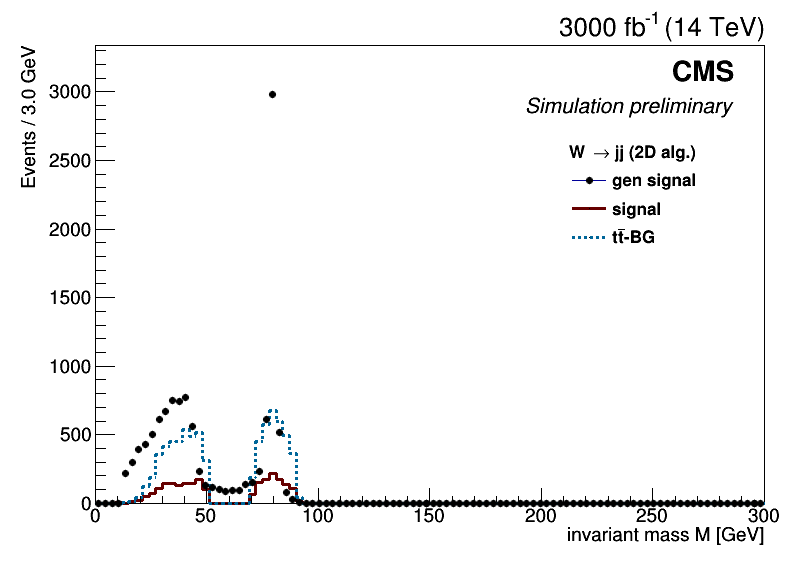 3000 fb-1 (14 TeV)
Events / 3.0 GeV
CMS
Simulation preliminary
W → jj (2D alg.)
gen signal
signal
tt̄-BG
3000
2500
2000
1500
1000
500
0
0 50 100 150 200 250 300
invariant mass M [GeV]